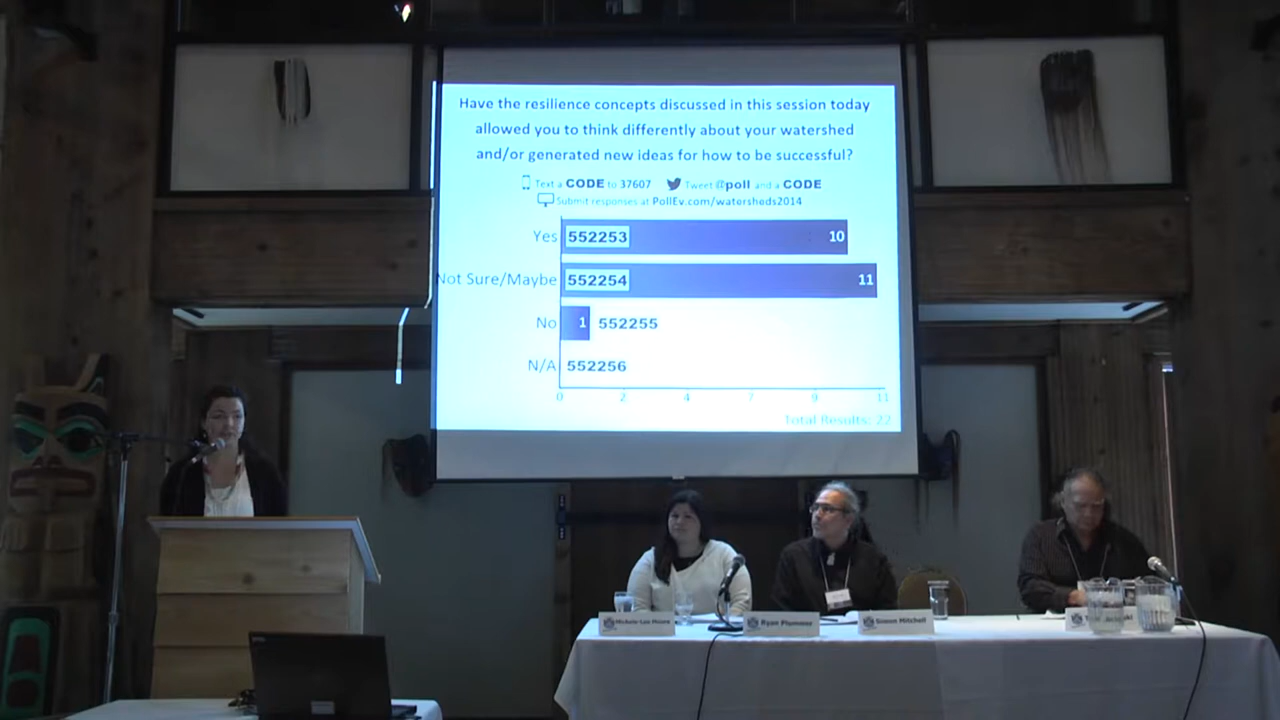 Have the resilience concepts discussed in this session today
allowed you to think differently about your watershed
and/or generated new ideas for how to be successful?
Text a CODE to 37607 Tweet @poll and a CODE
Submit responses at PollEv.com/watersheds2014
Yes 552253 10
Not Sure/Maybe 552254 11
No 1 552255
N/A 552256
0 2 4 7 9 11
Total Results: 22
Michele-Lee Moore
Ryan Plummer
Simon Mitchell